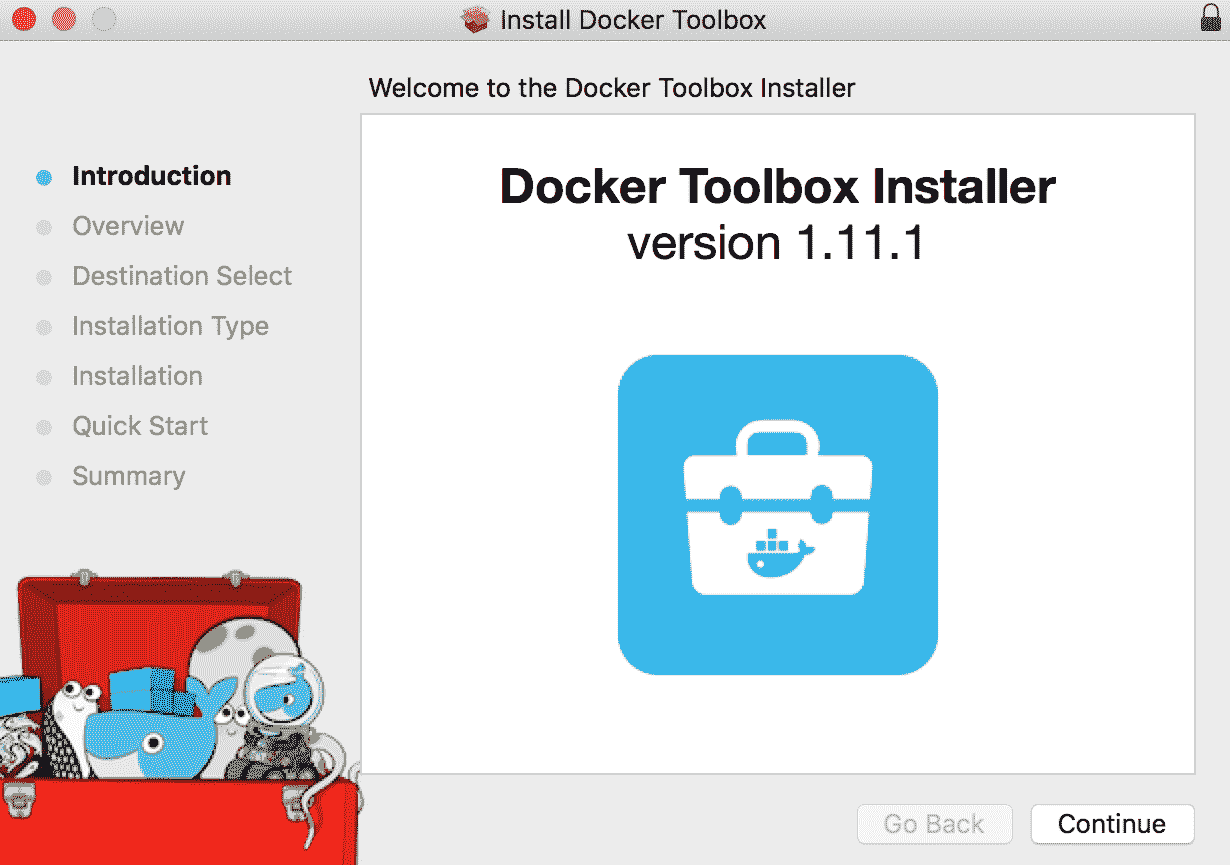 Install Docker Toolbox
Welcome to the Docker Toolbox Installer
Introduction
Overview
Destination Select
Installation Type
Installation
Quick Start
Summary
Docker Toolbox Installer
version 1.11.1
Go Back
Continue